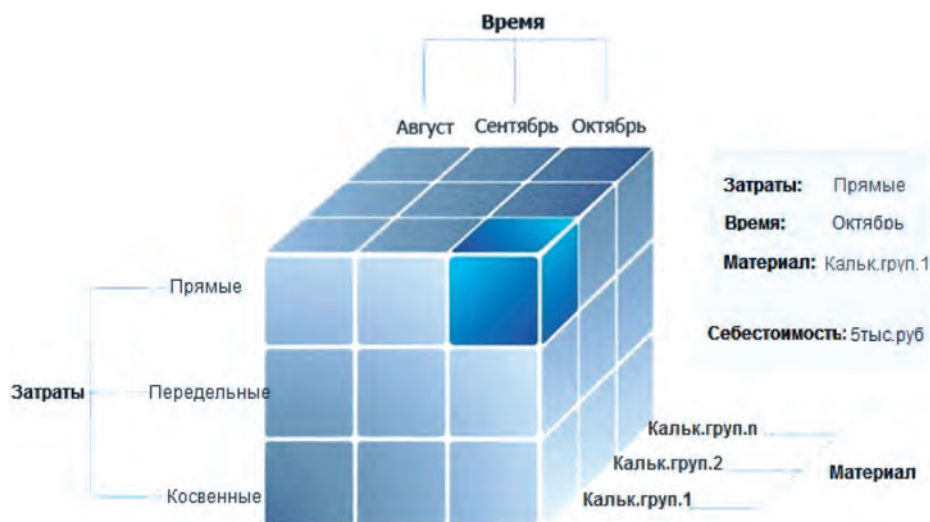 Время
Август Сентябрь Октябрь
Затраты: Прямые
Время: Октябрь
Материал: Кальк.груп.1
Себестоимость: 5тыс.руб
Прямые
Затраты
Передельные
Косвенные
Кальк.груп.n
Кальк.груп.2
Кальк.груп.1
Материал